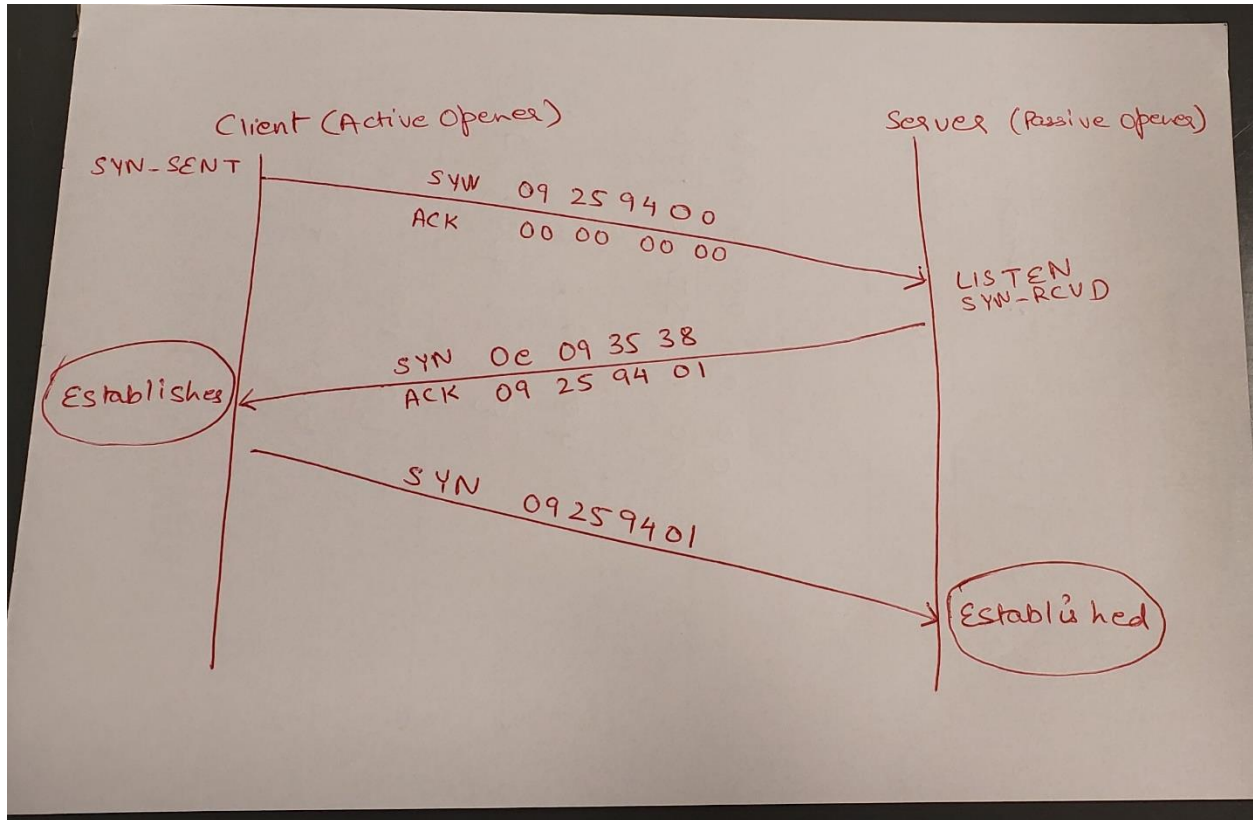 Client (Active Opener)
Server (Passive Opener)
SYN-SENT
SYN 09 25 94 00
ACK 00 00 00 00
LISTEN
SYN-RCVD
SYN 0e 09 35 38
ACK 09 25 94 01
Establishes
SYN 09259401
Established